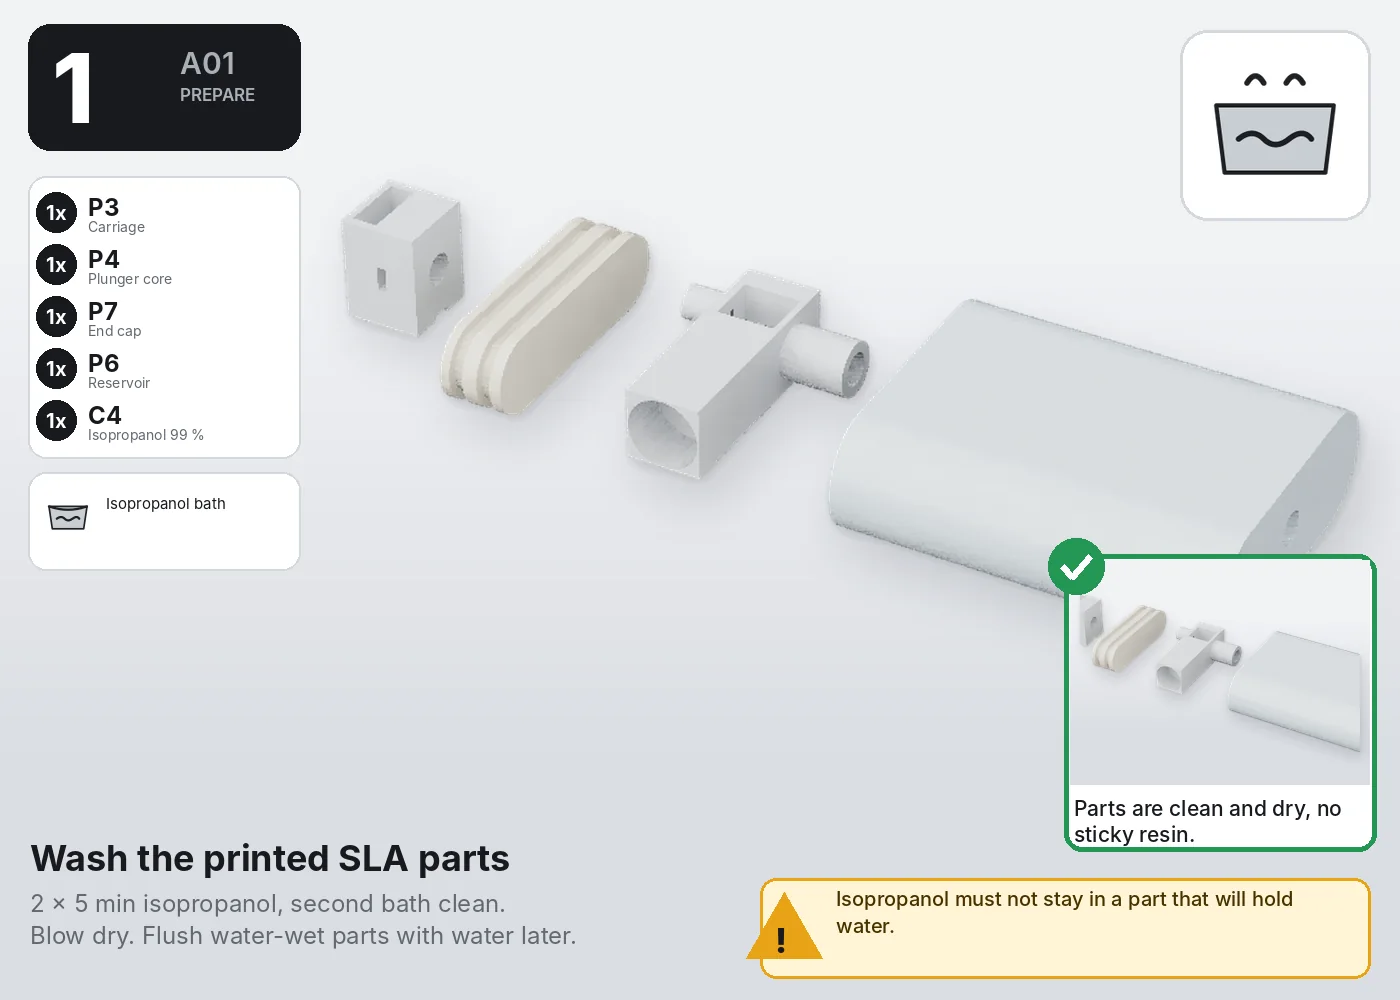 1
A01
PREPARE
1x P3
Carriage
1x P4
Plunger core
1x P7
End cap
1x P6
Reservoir
1x C4
Isopropanol 99 %
Isopropanol bath
Parts are clean and dry, no
sticky resin.
Wash the printed SLA parts
2 × 5 min isopropanol, second bath clean.
Blow dry. Flush water-wet parts with water later.
! Isopropanol must not stay in a part that will hold
water.